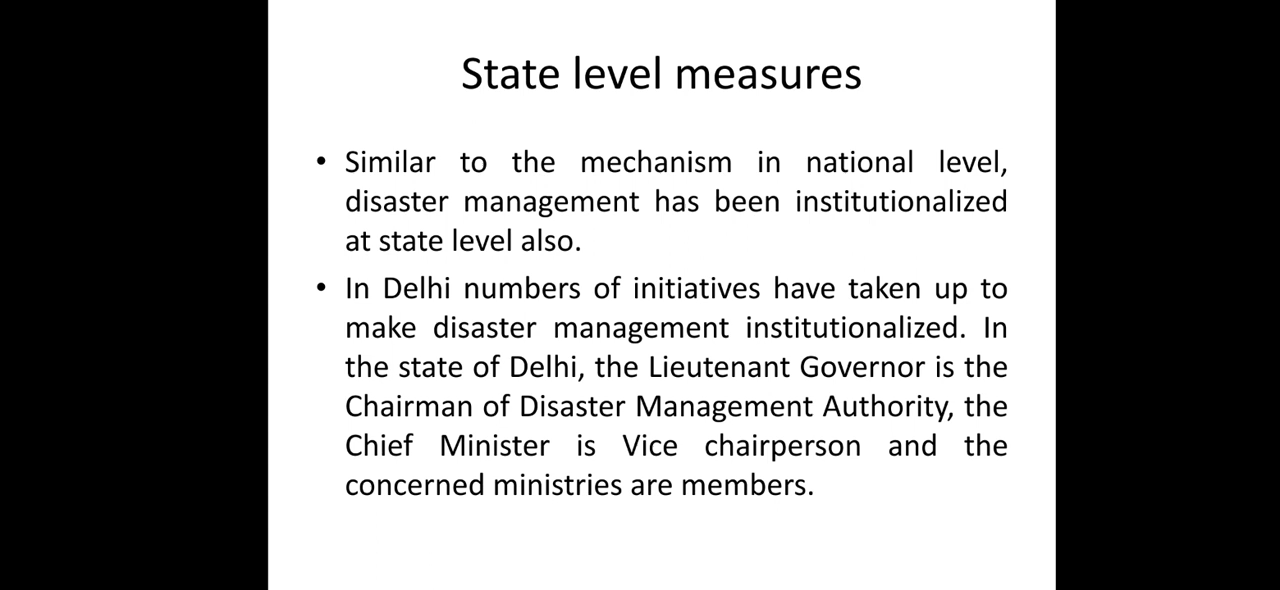 State level measures
• Similar to the mechanism in national level,
disaster management has been institutionalized
at state level also.
• In Delhi numbers of initiatives have taken up to
make disaster management institutionalized. In
the state of Delhi, the Lieutenant Governor is the
Chairman of Disaster Management Authority, the
Chief Minister is Vice chairperson and the
concerned ministries are members.